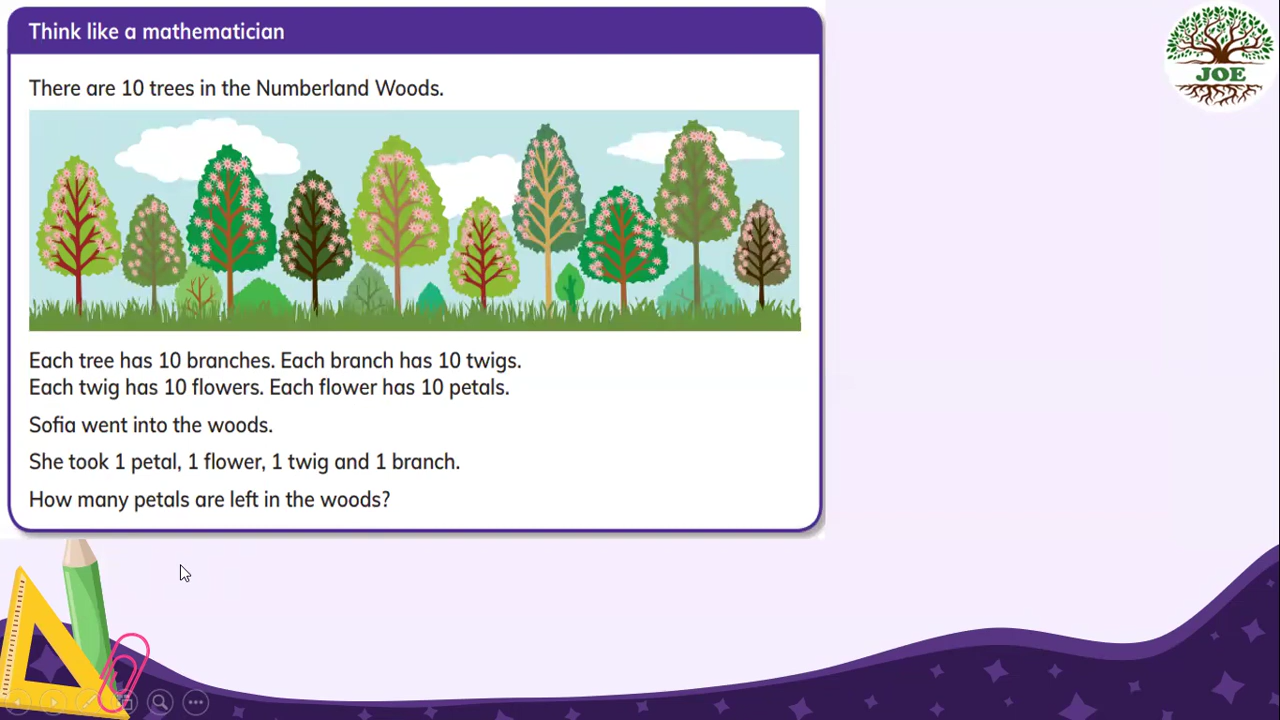 Think like a mathematician
JOE
There are 10 trees in the Numberland Woods.
Each tree has 10 branches. Each branch has 10 twigs.
Each twig has 10 flowers. Each flower has 10 petals.
Sofia went into the woods.
She took 1 petal, 1 flower, 1 twig and 1 branch.
How many petals are left in the woods?